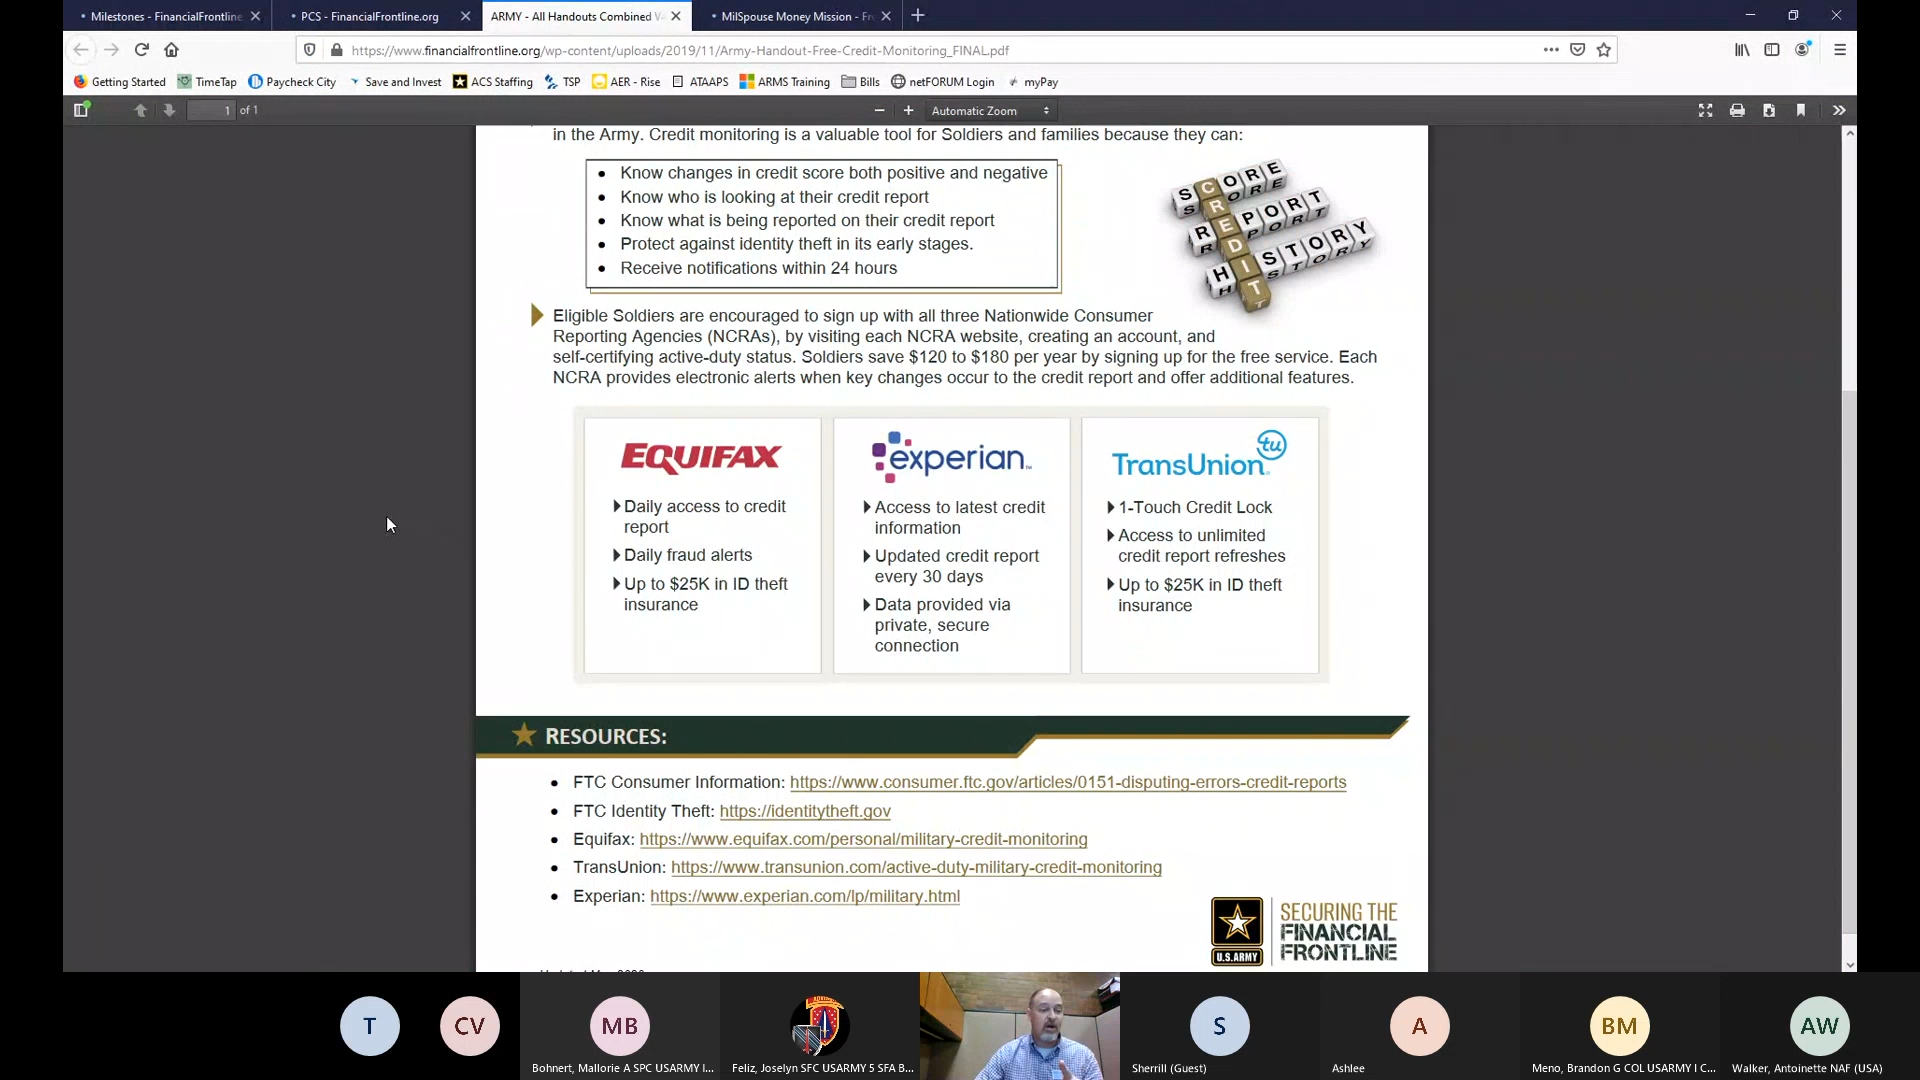 Milestones - FinancialFrontline
PCS - FinancialFrontline.org
ARMY - All Handouts Combined
MilSpouse Money Mission - Fr
https://www.financialfrontline.org/wp-content/uploads/2019/11/Army-Handout-Free-Credit-Monitoring_FINAL.pdf
Getting Started TimeTap Paycheck City Save and Invest ACS Staffing TSP AER - Rise ATAAPS ARMS Training Bills netFORUM Login myPay
1 of 1 Automatic Zoom
in the Army. Credit monitoring is a valuable tool for Soldiers and families because they can:
• Know changes in credit score both positive and negative
• Know who is looking at their credit report
• Know what is being reported on their credit report
• Protect against identity theft in its early stages.
• Receive notifications within 24 hours
SCORE
REPORT
HISTORY
CREDIT
Eligible Soldiers are encouraged to sign up with all three Nationwide Consumer
Reporting Agencies (NCRAs), by visiting each NCRA website, creating an account, and
self-certifying active-duty status. Soldiers save $120 to $180 per year by signing up for the free service. Each
NCRA provides electronic alerts when key changes occur to the credit report and offer additional features.
EQUIFAX
Daily access to credit
report
Daily fraud alerts
Up to $25K in ID theft
insurance
experian
Access to latest credit
information
Updated credit report
every 30 days
Data provided via
private, secure
connection
tu
TransUnion
1-Touch Credit Lock
Access to unlimited
credit report refreshes
Up to $25K in ID theft
insurance
RESOURCES:
• FTC Consumer Information: https://www.consumer.ftc.gov/articles/0151-disputing-errors-credit-reports
• FTC Identity Theft: https://identitytheft.gov
• Equifax: https://www.equifax.com/personal/military-credit-monitoring
• TransUnion: https://www.transunion.com/active-duty-military-credit-monitoring
• Experian: https://www.experian.com/lp/military.html
U.S.ARMY
SECURING THE
FINANCIAL
FRONTLINE
T
CV
MB
S
A
BM
AW
Bohnert, Mallorie A SPC USARMY I...
Feliz, Joselyn SFC USARMY 5 SFA B...
Sherrill (Guest)
Ashlee
Meno, Brandon G COL USARMY I C...
Walker, Antoinette NAF (USA)